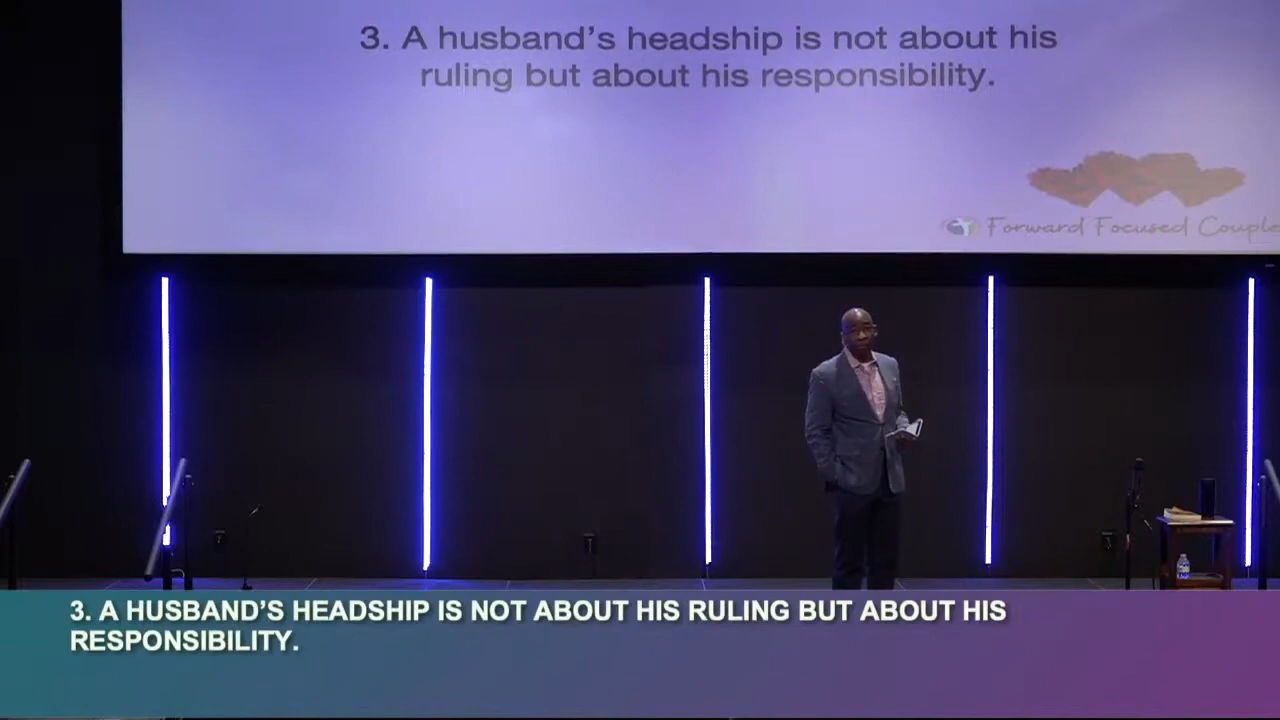 3. A husband's headship is not about his
ruling but about his responsibility.
Forward Focused Couple
3. A HUSBAND'S HEADSHIP IS NOT ABOUT HIS RULING BUT ABOUT HIS
RESPONSIBILITY.